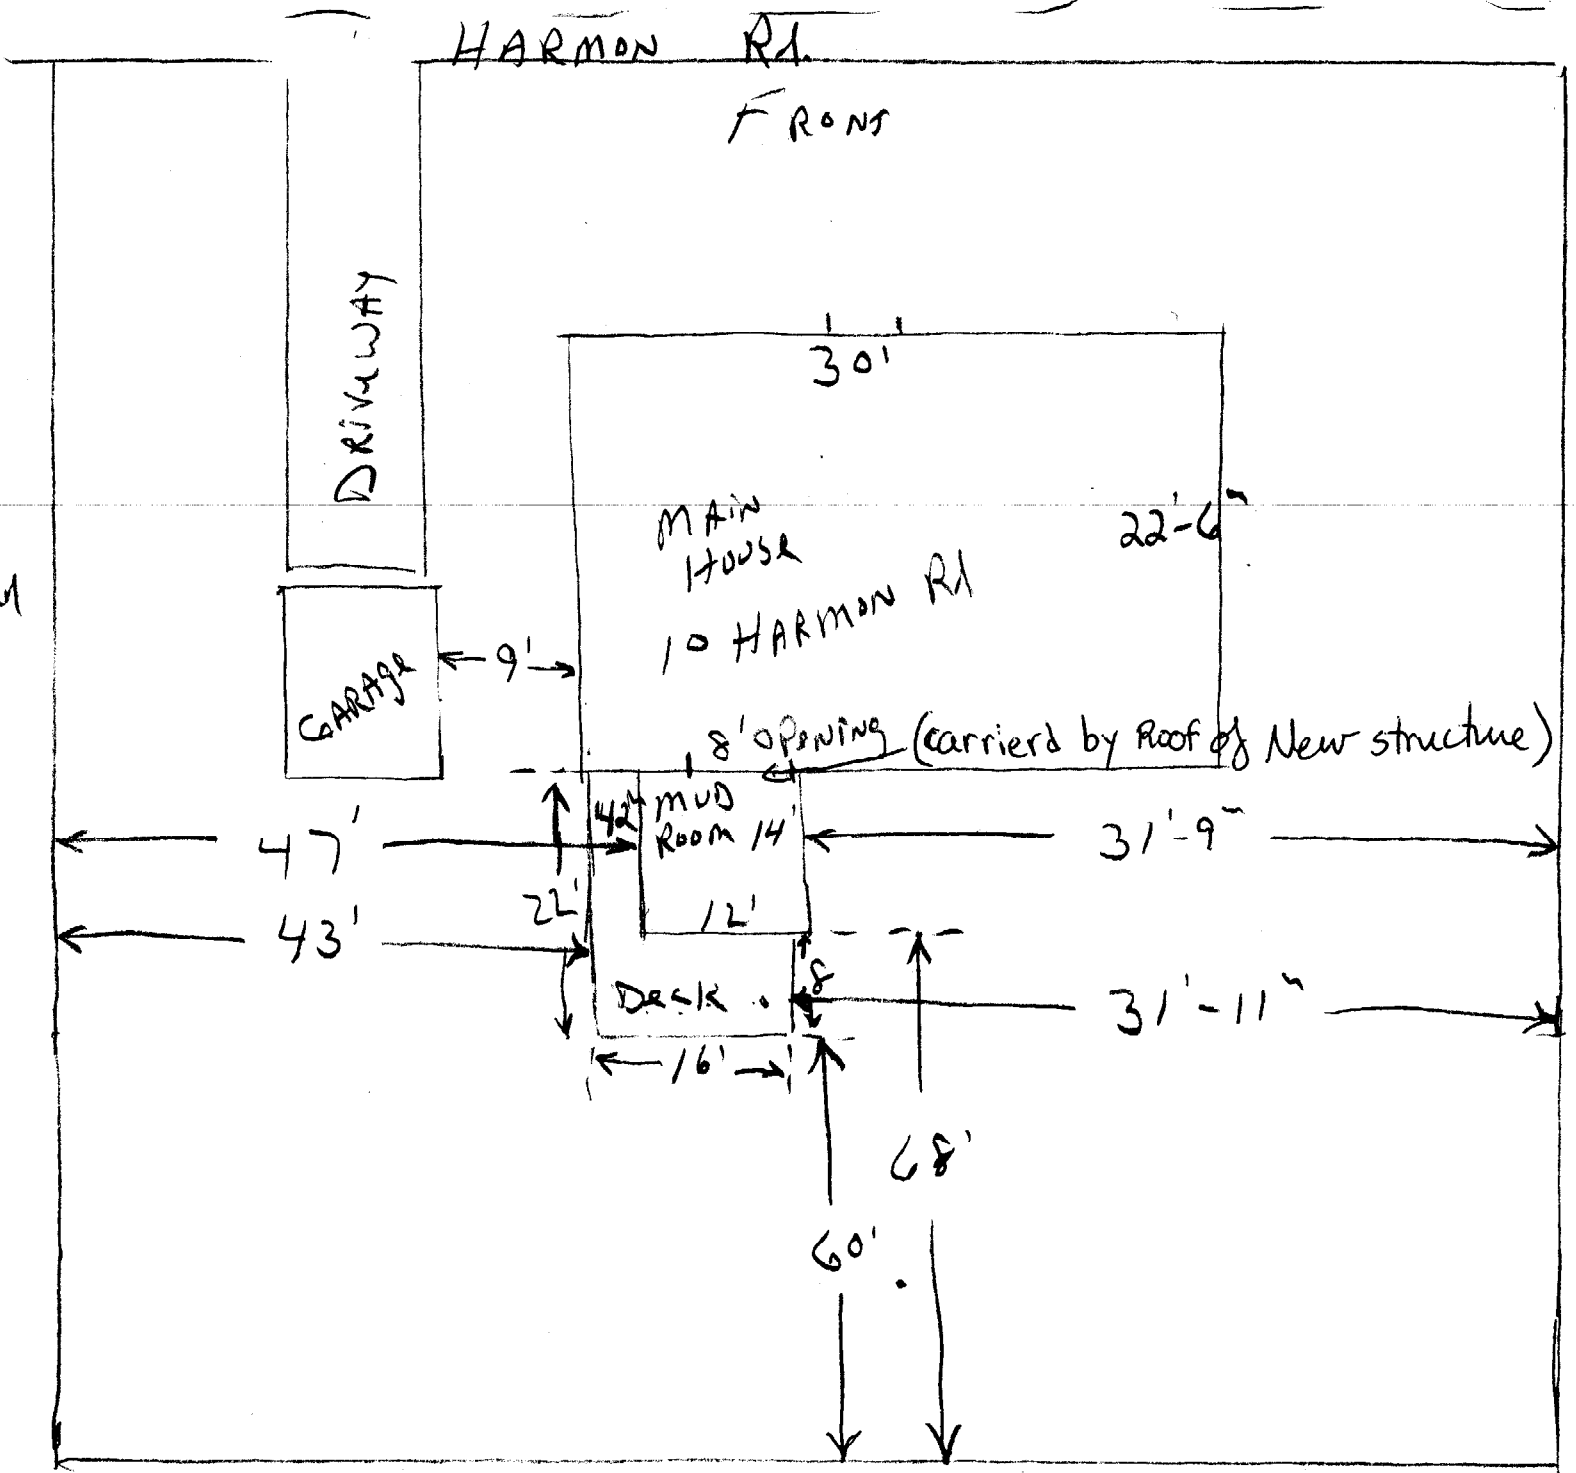 HARMON Rd.
FRONT
DRIVEWAY
30'
MAIN
HOUSE
22'-6"
10 HARMON Rd
GARAGE
9'
8' OPENING (carrierd by Roof of New structure)
42" MUD
ROOM 14'
47'
31'-9"
22'
12'
43'
8'
Deck
31'-11"
16'
68'
60'